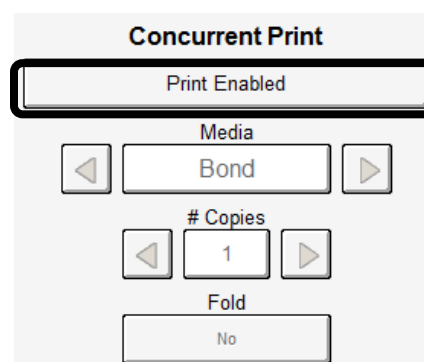 Concurrent Print
Print Enabled
Media
Bond
# Copies
1
Fold
No